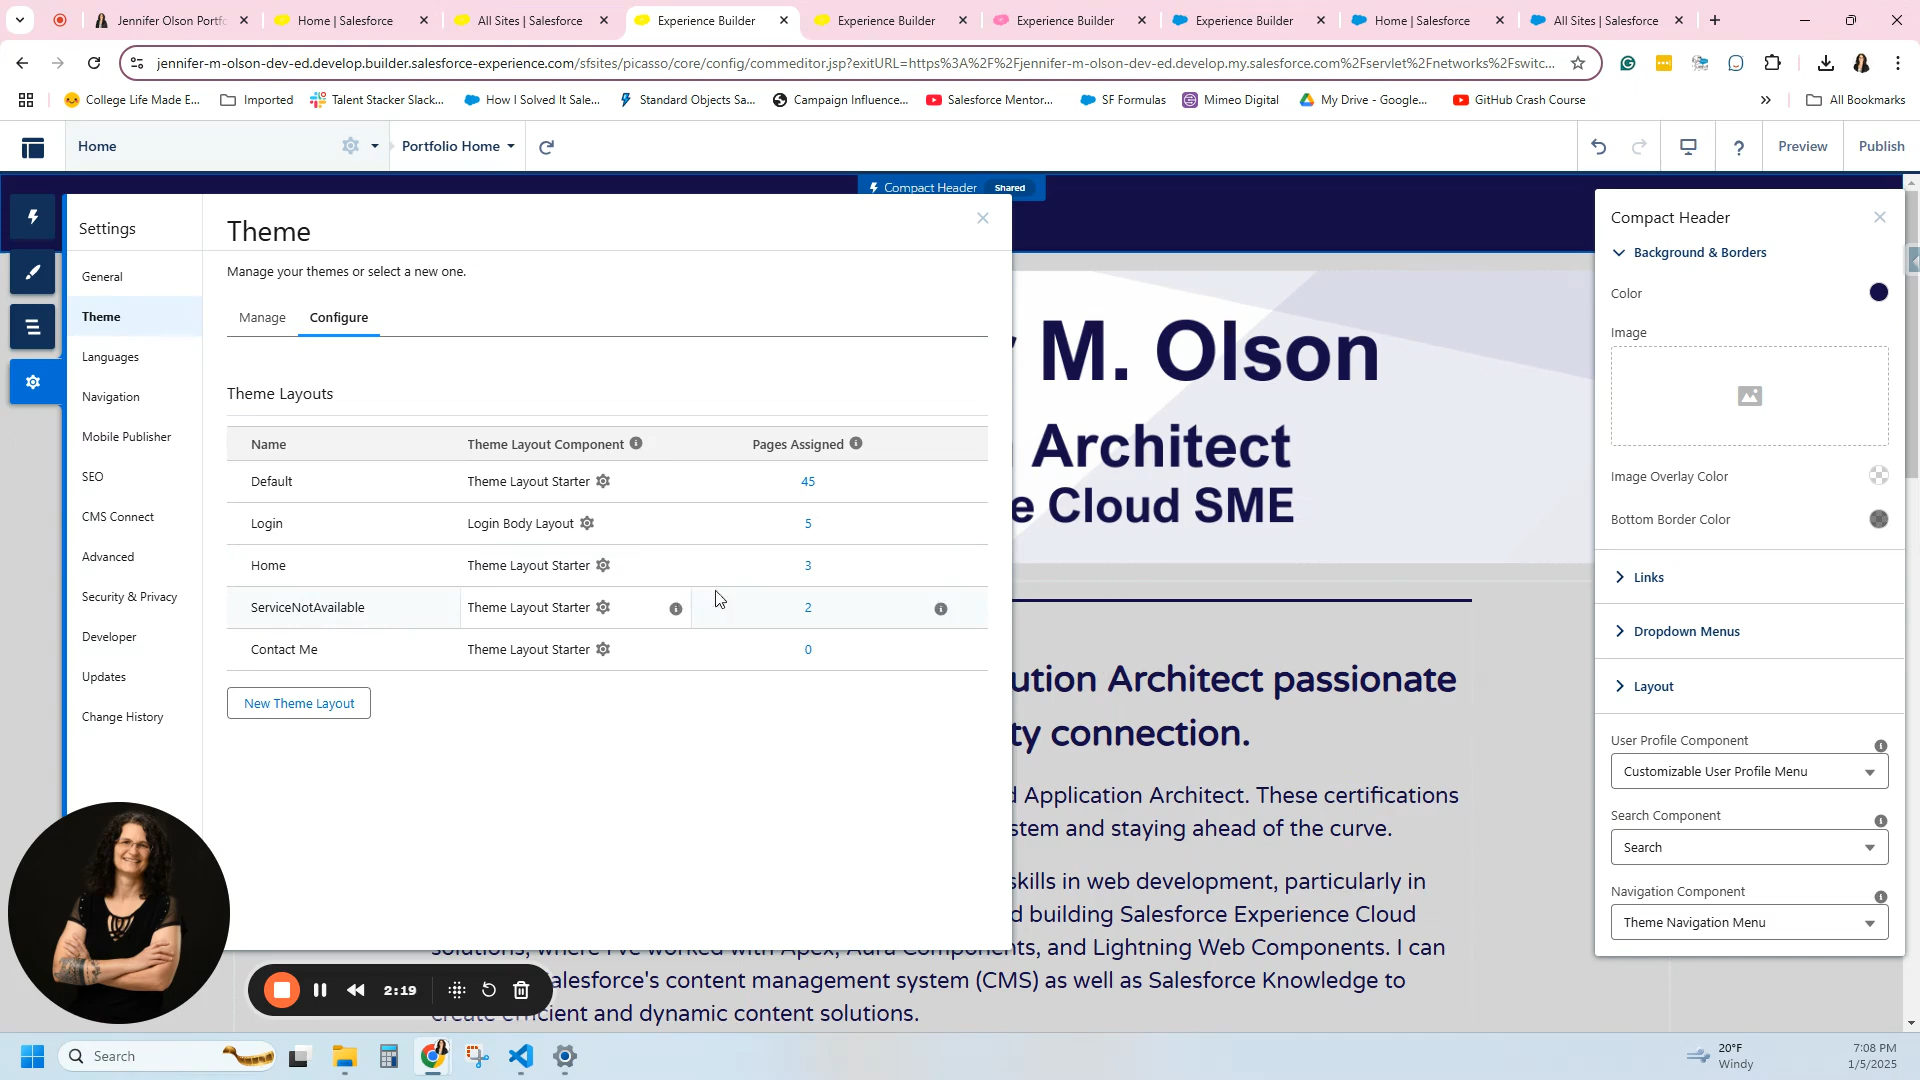 Jennifer Olson Portfo
Home | Salesforce
All Sites | Salesforce
Experience Builder
Experience Builder
Experience Builder
Experience Builder
Home | Salesforce
All Sites | Salesforce
jennifer-m-olson-dev-ed.develop.builder.salesforce-experience.com/sfsites/picasso/core/config/commeditor.jsp?exitURL=https%3A%2F%2Fjennifer-m-olson-dev-ed.develop.my.salesforce.com%2Fservlet%2Fnetworks%2Fswitc...
College Life Made E...
Imported
Talent Stacker Slack...
How I Solved It Sale...
Standard Objects Sa...
Campaign Influence...
Salesforce Mentor...
SF Formulas
Mimeo Digital
My Drive - Google...
GitHub Crash Course
All Bookmarks
Home
Portfolio Home
Preview
Publish
Compact Header
Shared
Settings
General
Theme
Languages
Navigation
Mobile Publisher
SEO
CMS Connect
Advanced
Security & Privacy
Developer
Updates
Change History
Theme
Manage your themes or select a new one.
Manage
Configure
Theme Layouts
Name
Theme Layout Component
Pages Assigned
Default
Theme Layout Starter
45
Login
Login Body Layout
5
Home
Theme Layout Starter
3
ServiceNotAvailable
Theme Layout Starter
2
Contact Me
Theme Layout Starter
0
New Theme Layout
M. Olson
Architect
e Cloud SME
ution Architect passionate
ty connection.
d Application Architect. These certifications
stem and staying ahead of the curve.
skills in web development, particularly in
d building Salesforce Experience Cloud
solutions, where I've worked with Apex, Aura Components, and Lightning Web Components. I can
alesforce's content management system (CMS) as well as Salesforce Knowledge to
create efficient and dynamic content solutions.
Compact Header
Background & Borders
Color
Image
Image Overlay Color
Bottom Border Color
Links
Dropdown Menus
Layout
User Profile Component
Customizable User Profile Menu
Search Component
Search
Navigation Component
Theme Navigation Menu
2:19
Search
20°F
Windy
7:08 PM
1/5/2025